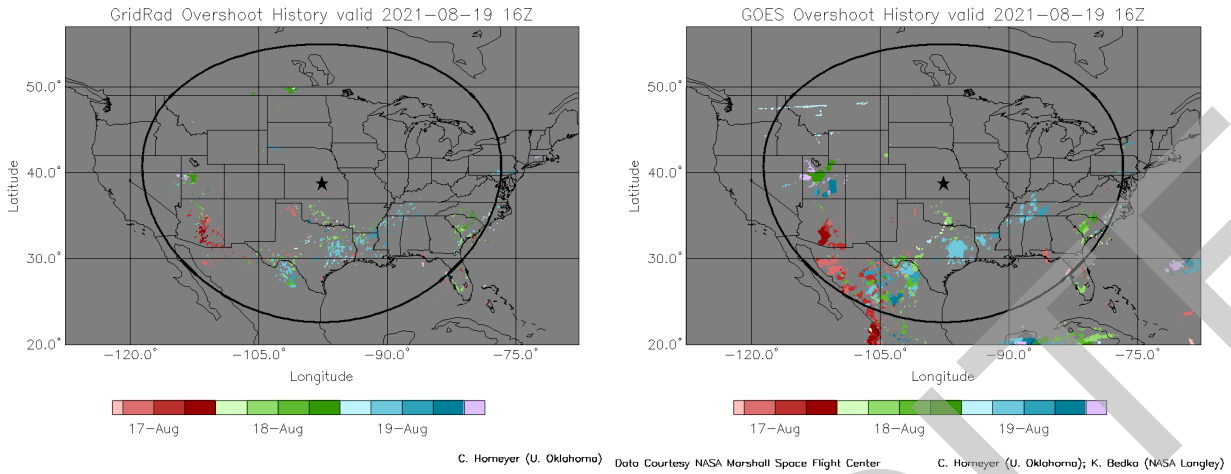 GridRad Overshoot History valid 2021-08-19 16Z
50.0°
40.0°
30.0°
20.0°
Latitude
-120.0° -105.0° -90.0° -75.0°
Longitude
17-Aug 18-Aug 19-Aug
C. Homeyer (U. Oklahoma)
GOES Overshoot History valid 2021-08-19 16Z
50.0°
40.0°
30.0°
20.0°
Latitude
-120.0° -105.0° -90.0° -75.0°
Longitude
17-Aug 18-Aug 19-Aug
Data Courtesy NASA Marshall Space Flight Center C. Homeyer (U. Oklahoma); K. Bedka (NASA Langley)